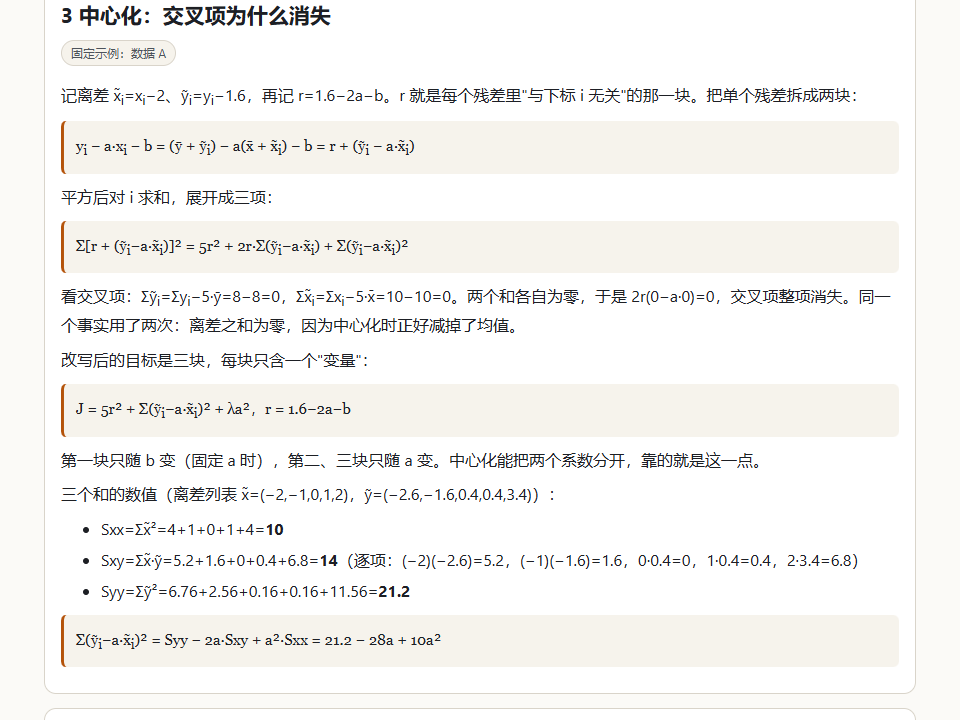 3 中心化：交叉项为什么消失
固定示例：数据 A
记离差 x̃ᵢ=xᵢ−2、ỹᵢ=yᵢ−1.6，再记 r=1.6−2a−b。r 就是每个残差里"与下标 i 无关"的那一块。把单个残差拆成两块：
yᵢ − a·xᵢ − b = (ȳ + ỹᵢ) − a(x̄ + x̃ᵢ) − b = r + (ỹᵢ − a·x̃ᵢ)
平方后对 i 求和，展开成三项：
Σ[r + (ỹᵢ−a·x̃ᵢ)]² = 5r² + 2r·Σ(ỹᵢ−a·x̃ᵢ) + Σ(ỹᵢ−a·x̃ᵢ)²
看交叉项：Σỹᵢ=Σyᵢ−5·ȳ=8−8=0，Σx̃ᵢ=Σxᵢ−5·x̄=10−10=0。两个和各自为零，于是 2r(0−a·0)=0，交叉项整项消失。同一
个事实用了两次：离差之和为零，因为中心化时正好减掉了均值。
改写后的目标是三块，每块只含一个"变量"：
J = 5r² + Σ(ỹᵢ−a·x̃ᵢ)² + λa²，r = 1.6−2a−b
第一块只随 b 变（固定 a 时），第二、三块只随 a 变。中心化能把两个系数分开，靠的就是这一点。
三个和的数值（离差列表 x̃=(−2,−1,0,1,2)，ỹ=(−2.6,−1.6,0.4,0.4,3.4)）：
• Sxx=Σx̃²=4+1+0+1+4=10
• Sxy=Σx̃·ỹ=5.2+1.6+0+0.4+6.8=14（逐项：(−2)(−2.6)=5.2，(−1)(−1.6)=1.6，0·0.4=0，1·0.4=0.4，2·3.4=6.8）
• Syy=Σỹ²=6.76+2.56+0.16+0.16+11.56=21.2
Σ(ỹᵢ−a·x̃ᵢ)² = Syy − 2a·Sxy + a²·Sxx = 21.2 − 28a + 10a²